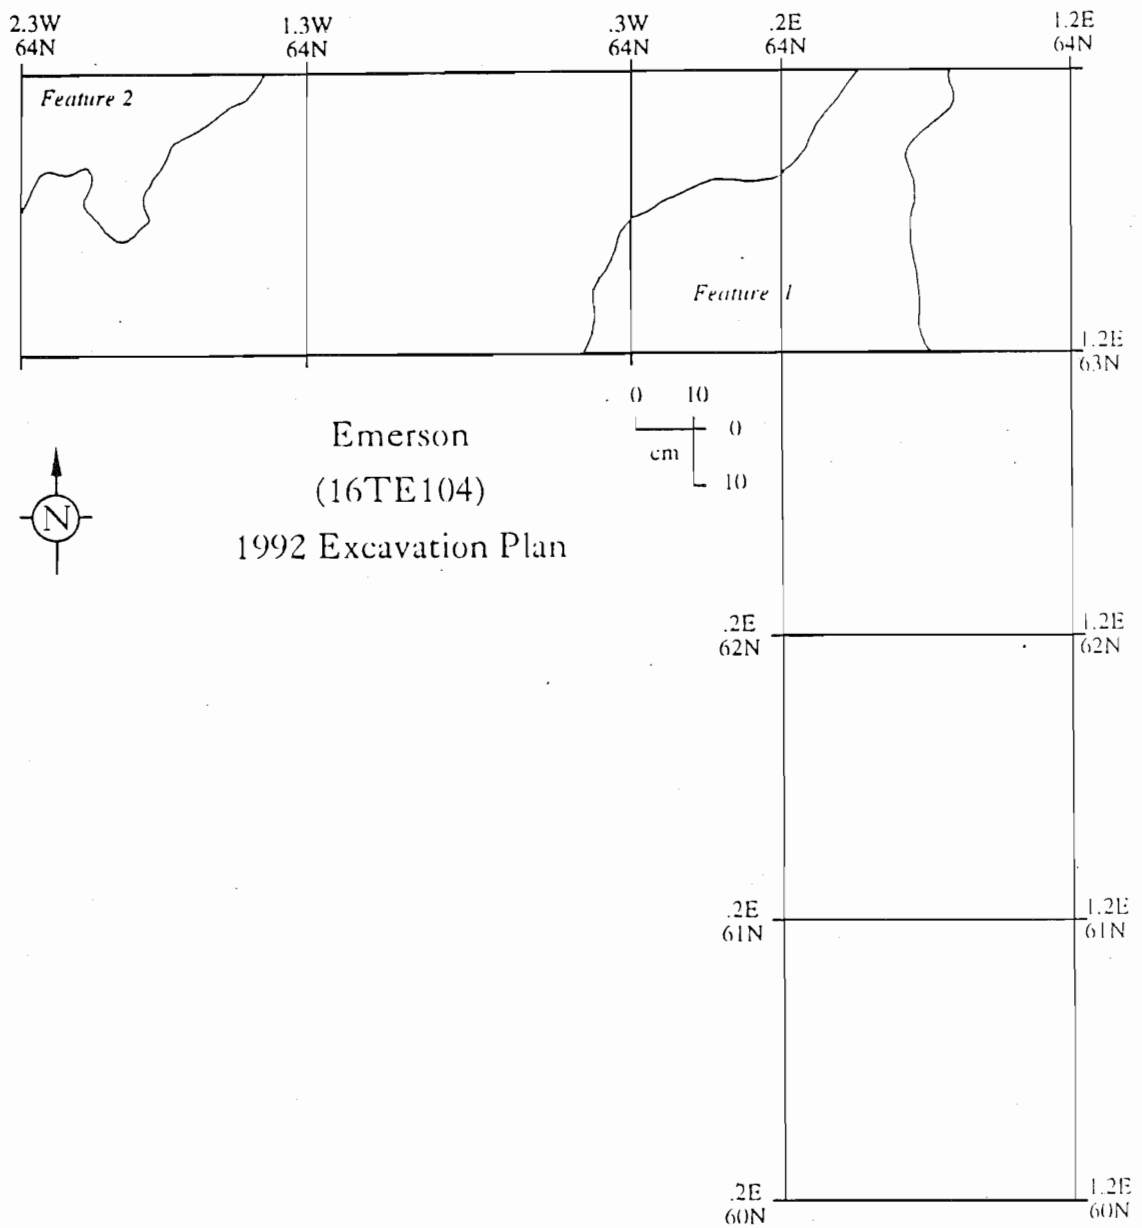 2.3W
64N
1.3W
64N
.3W
64N
.2E
64N
1.2E
64N
Feature 2
Feature 1
1.2E
63N
0 10
0
cm
10
Emerson
(16TE104)
1992 Excavation Plan
N
.2E
62N
1.2E
62N
.2E
61N
1.2E
61N
.2E
60N
1.2E
60N